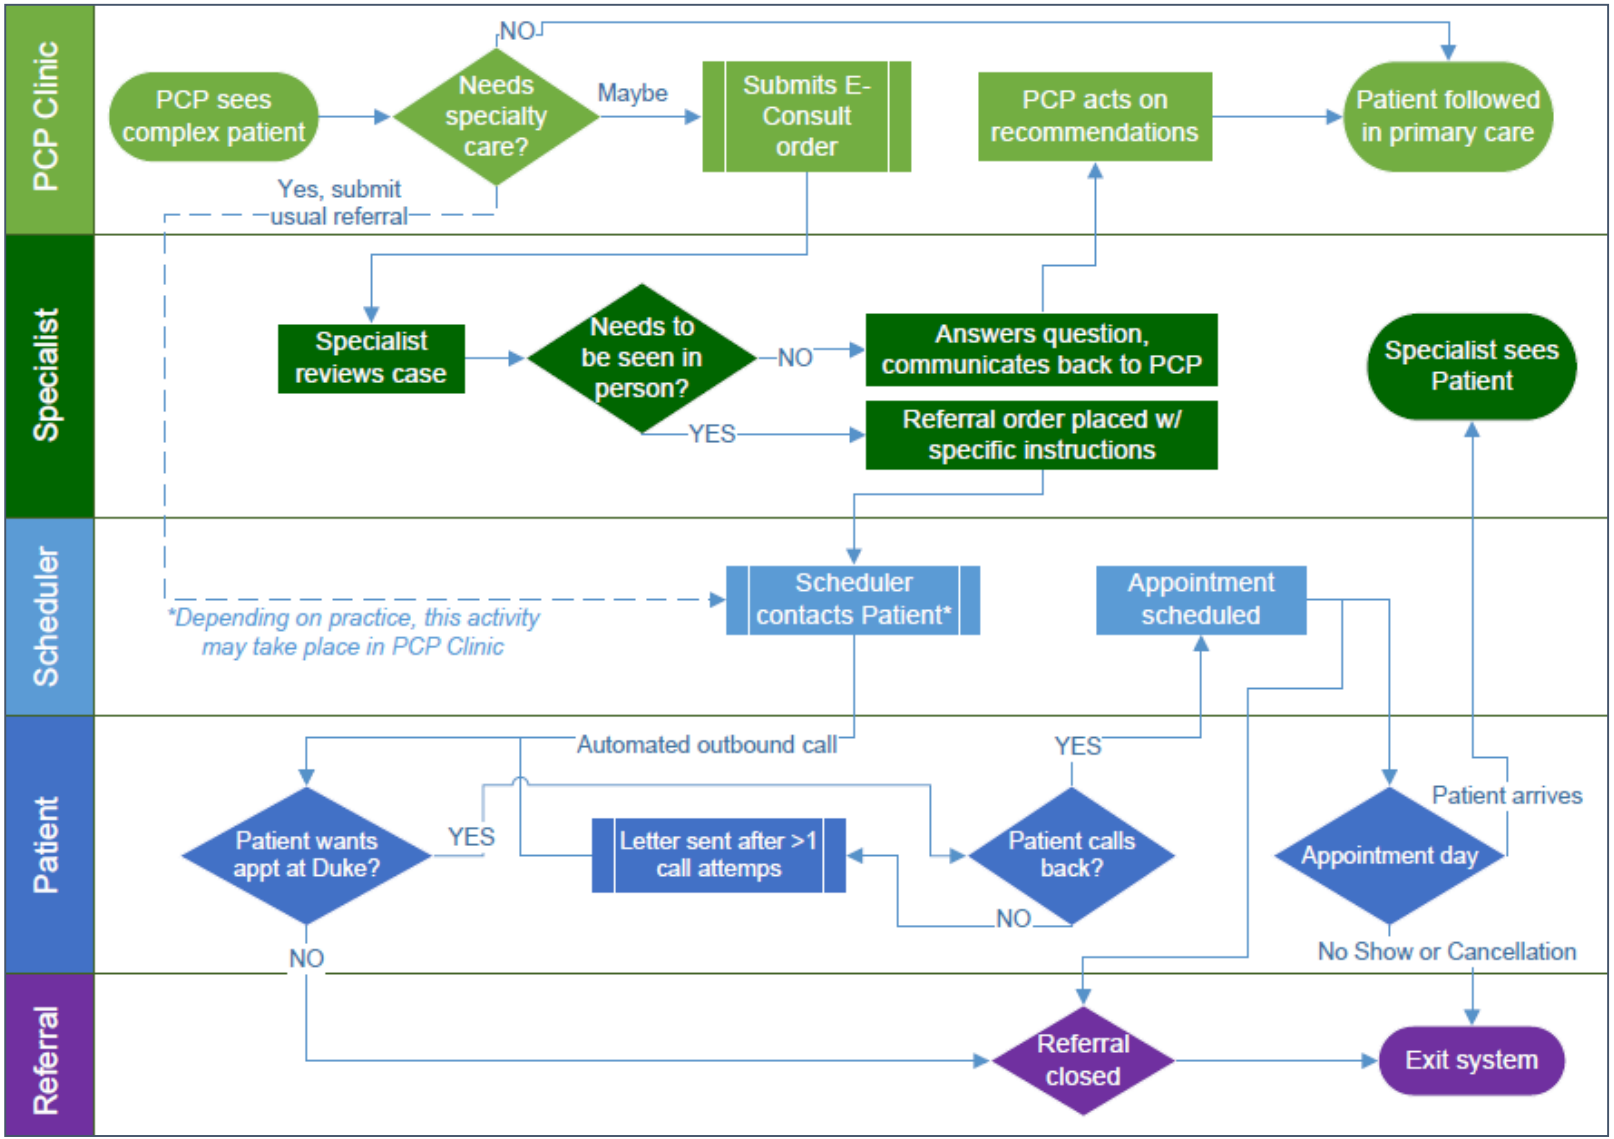 PCP Clinic
NO
PCP sees
complex patient
Needs
specialty
care?
Maybe
Submits E-
Consult
order
PCP acts on
recommendations
Patient followed
in primary care
Yes, submit
usual referral
Specialist
Specialist
reviews case
Needs to
be seen in
person?
NO
Answers question,
communicates back to PCP
YES
Referral order placed w/
specific instructions
Specialist sees
Patient
Scheduler
*Depending on practice, this activity
may take place in PCP Clinic
Scheduler
contacts Patient*
Appointment
scheduled
Patient
Automated outbound call
YES
Patient wants
appt at Duke?
YES
Letter sent after >1
call attemps
Patient calls
back?
NO
Patient arrives
Appointment day
NO
No Show or Cancellation
Referral
Referral
closed
Exit system